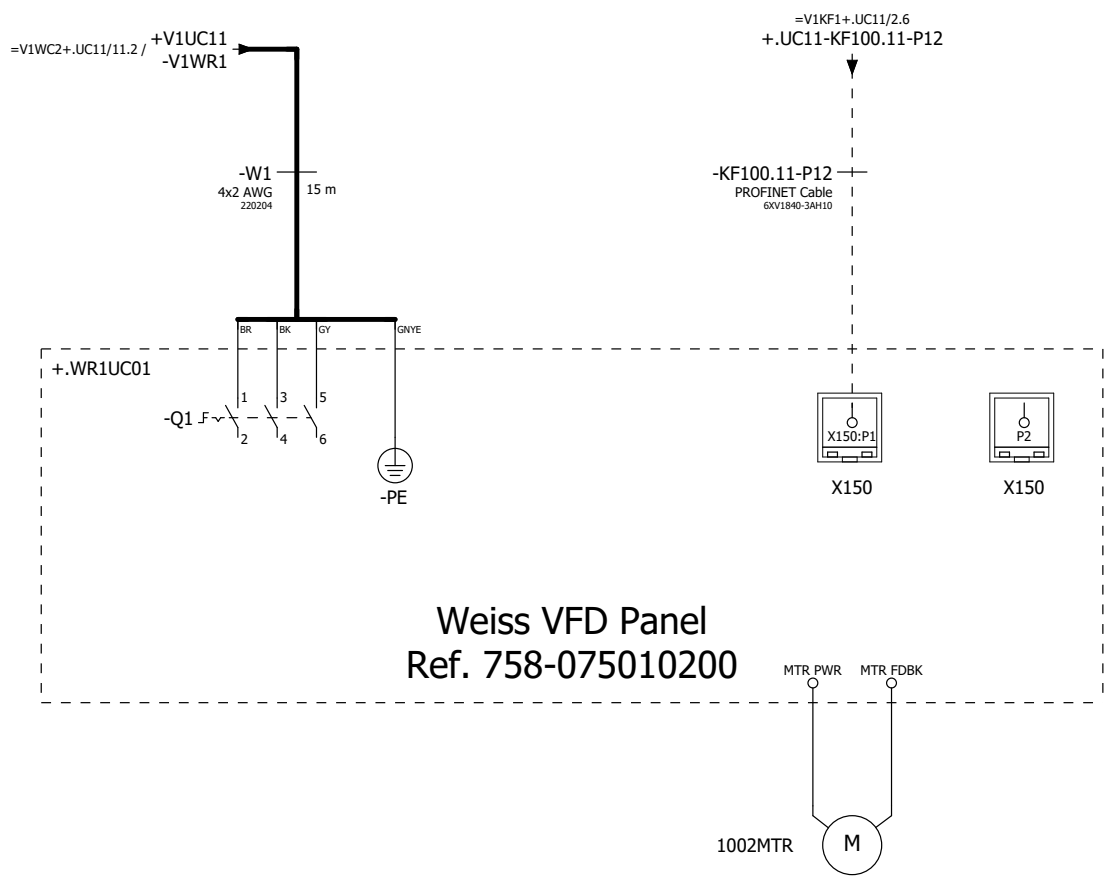 =V1WC2+.UC11/11.2 /
+V1UC11
-V1WR1
=V1KF1+.UC11/2.6
+.UC11-KF100.11-P12
-W1
4x2 AWG
220204
15 m
-KF100.11-P12
PROFINET Cable
6XV1840-3AH10
BR
BK
GY
GNYE
+.WR1UC01
-Q1
1
3
5
2
4
6
-PE
X150:P1
P2
X150
X150
Weiss VFD Panel
Ref. 758-075010200
MTR PWR
MTR FDBK
1002MTR
M